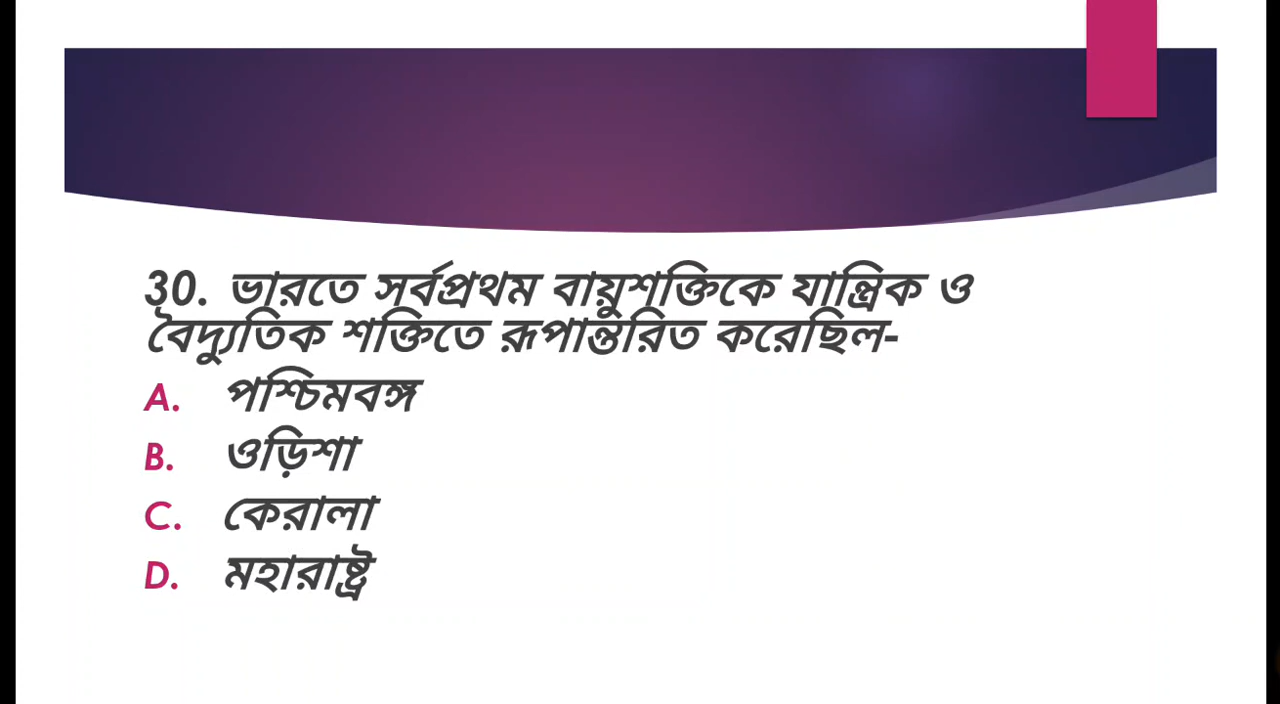 30. ভারতে সর্বপ্রথম বায়ুশক্তিকে যান্ত্রিক ও
বৈদ্যুতিক শক্তিতে রূপান্তরিত করেছিল-
A. পশ্চিমবঙ্গ
B. ওড়িশা
C. কেরালা
D. মহারাষ্ট্র